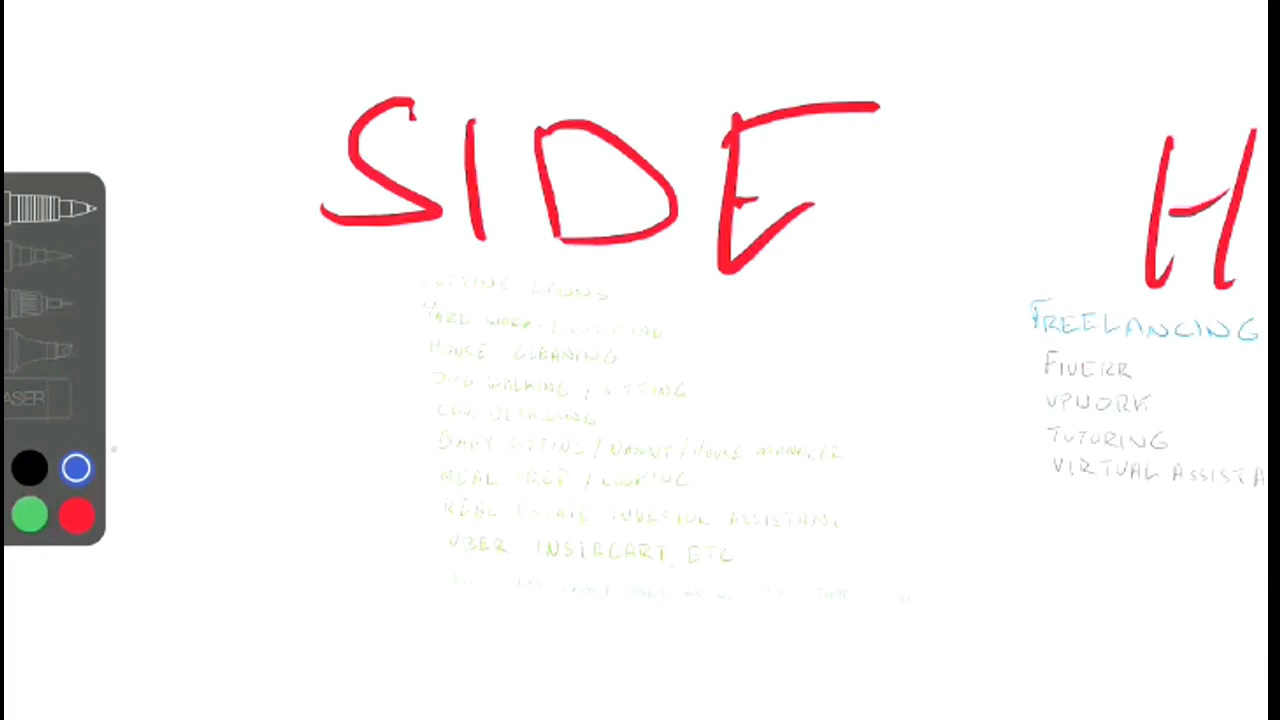 SIDE H
CUTTING LAWNS
YARD WORK
HOUSE CLEANING
DOG WALKING / SITTING
CAR DETAILING
BABY SITTING / NANNY / HOUSE MANAGER
MEAL PREP / COOKING
REAL ESTATE INVESTOR ASSISTANT
UBER INSTACART, ETC
FREELANCING
FIVERR
UPWORK
TUTORING
VIRTUAL ASSISTA
ASER